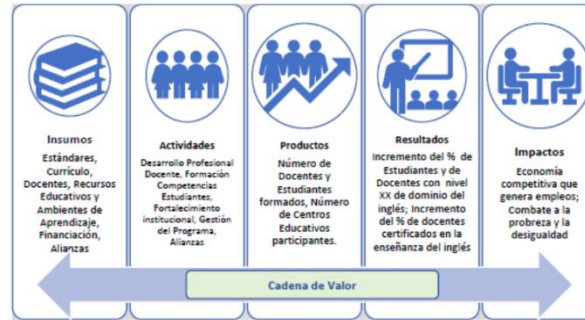 Insumos
Estándares,
Currículo,
Docentes, Recursos
Educativos y
Ambientes de
Aprendizaje,
Financiación,
Alianzas
Actividades
Desarrollo Profesional
Docente, Formación
Competencias
Estudiantes,
Fortalecimiento
institucional, Gestión
del Programa,
Alianzas
Productos
Número de
Docentes y
Estudiantes
formados, Número
de Centros
Educativos
participantes.
Resultados
Incremento del % de
Estudiantes y de
Docentes con nivel
XX de dominio del
inglés; Incremento
del % de docentes
certificados en la
enseñanza del inglés
Impactos
Economía
competitiva que
genera empleos;
Combate a la
probreza y la
desigualdad
Cadena de Valor